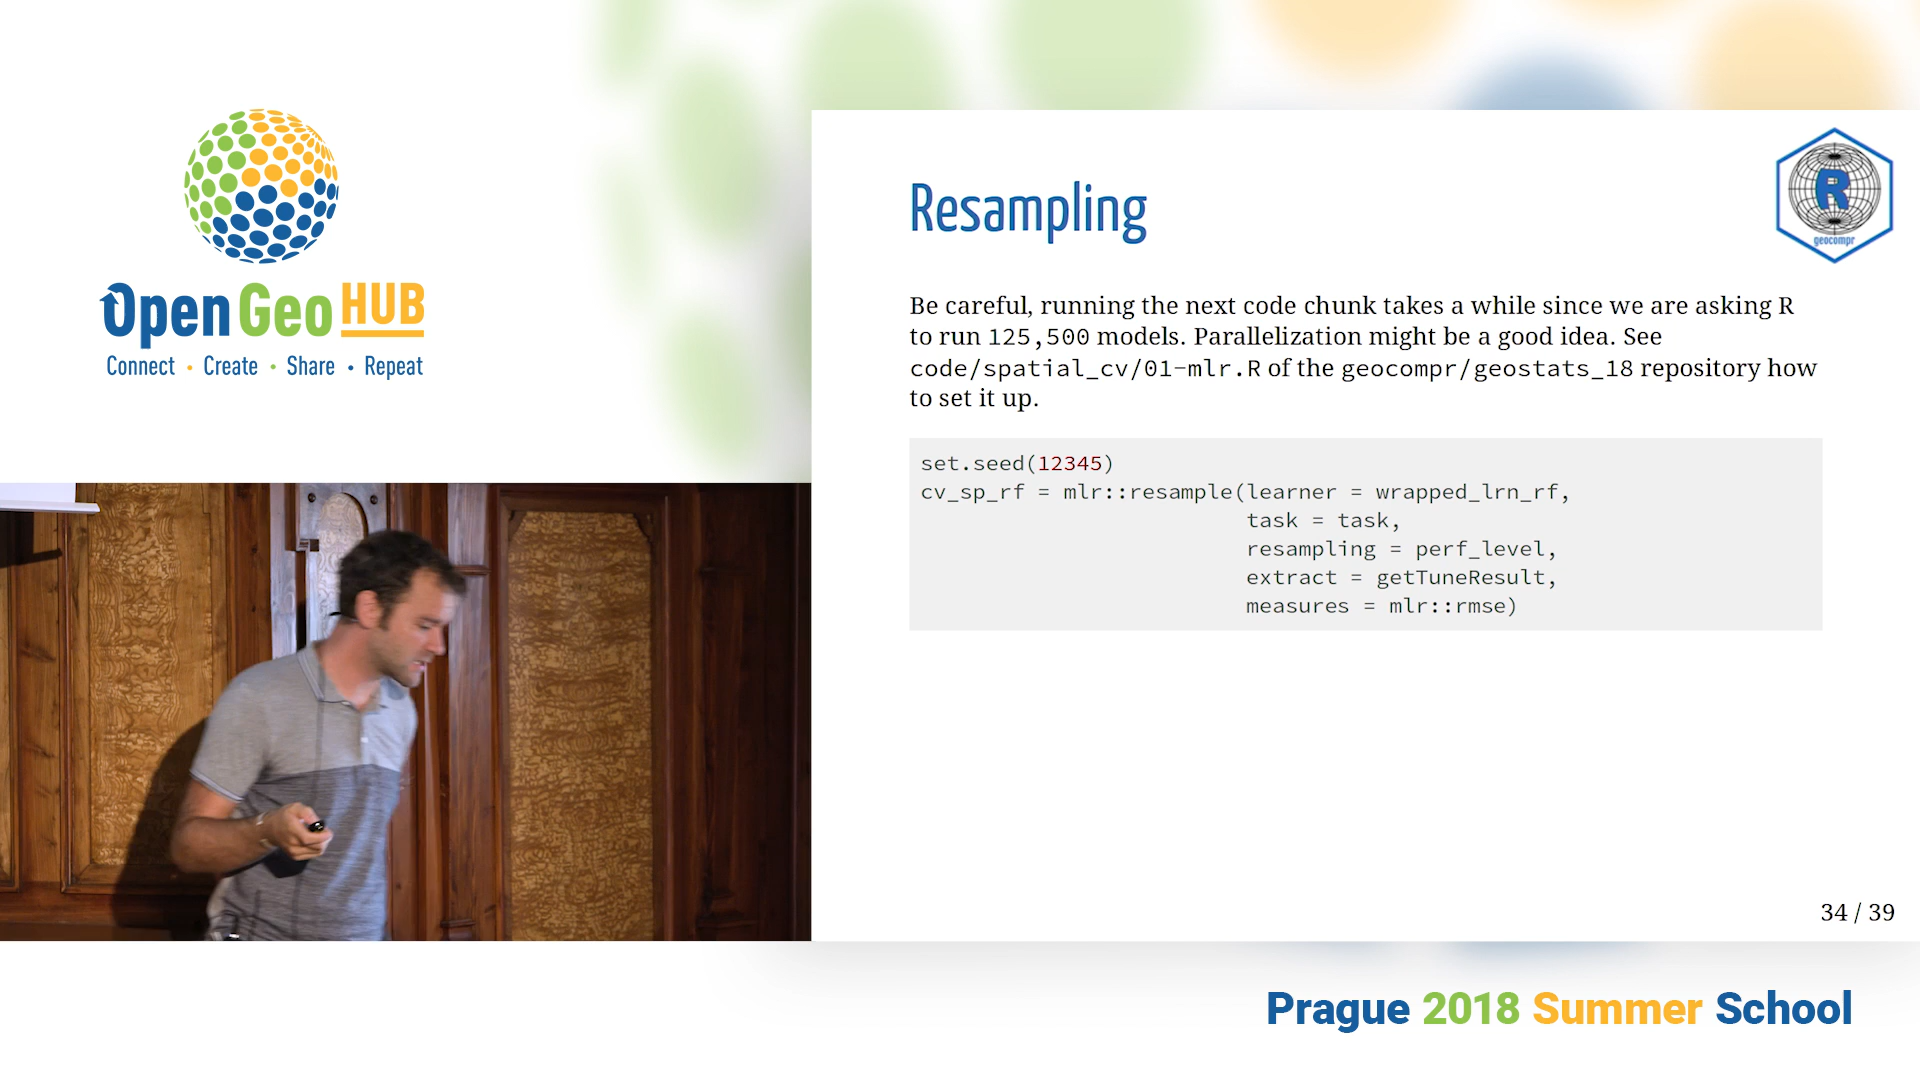 Open Geo HUB
Connect • Create • Share • Repeat
Resampling
R
geocompr
Be careful, running the next code chunk takes a while since we are asking R
to run 125,500 models. Parallelization might be a good idea. See
code/spatial_cv/01-mlr.R of the geocompr/geostats_18 repository how
to set it up.
set.seed(12345)
cv_sp_rf = mlr::resample(learner = wrapped_lrn_rf,
task = task,
resampling = perf_level,
extract = getTuneResult,
measures = mlr::rmse)
34 / 39
Prague 2018 Summer School